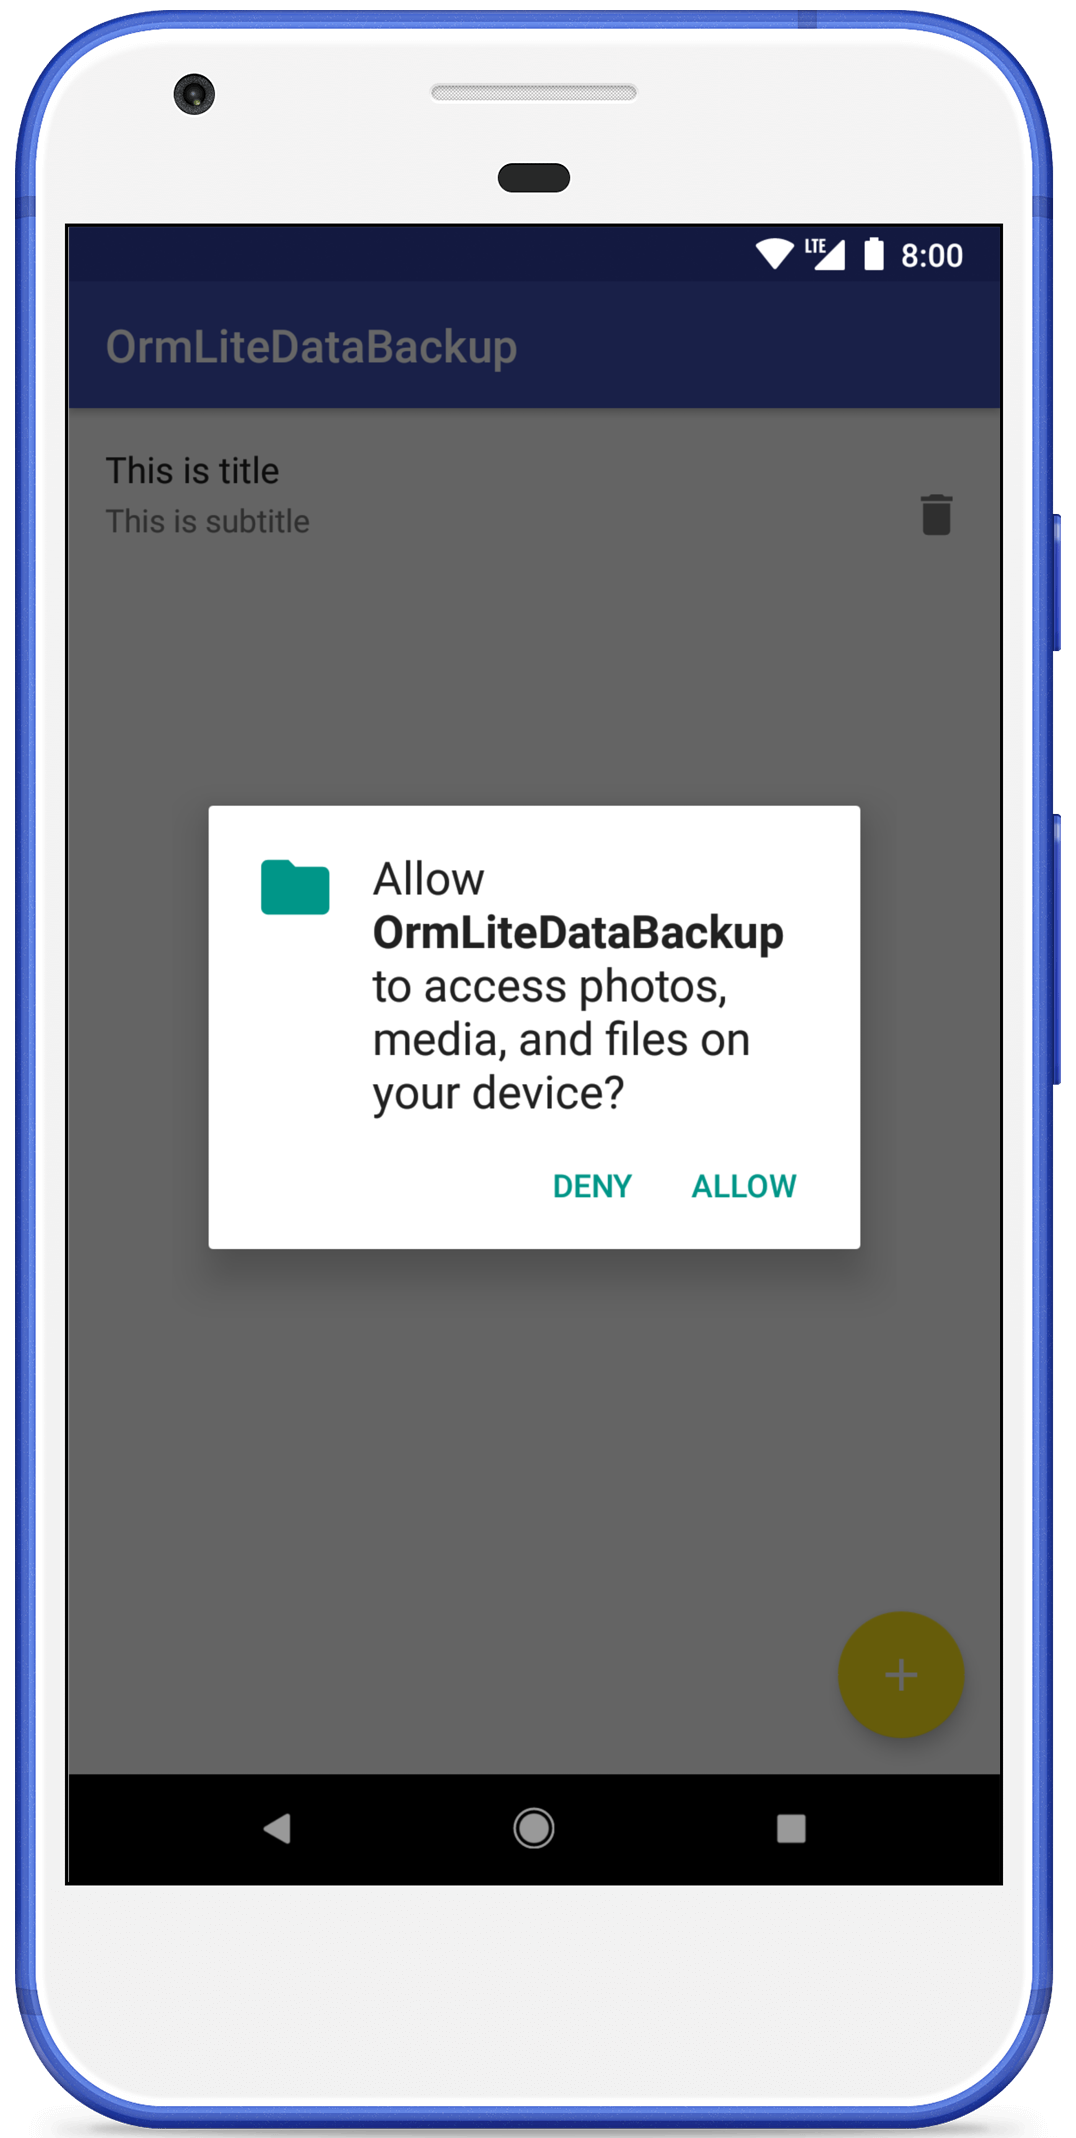 LTE 8:00
OrmLiteDataBackup
This is title
This is subtitle
Allow
OrmLiteDataBackup
to access photos,
media, and files on
your device?
DENY ALLOW